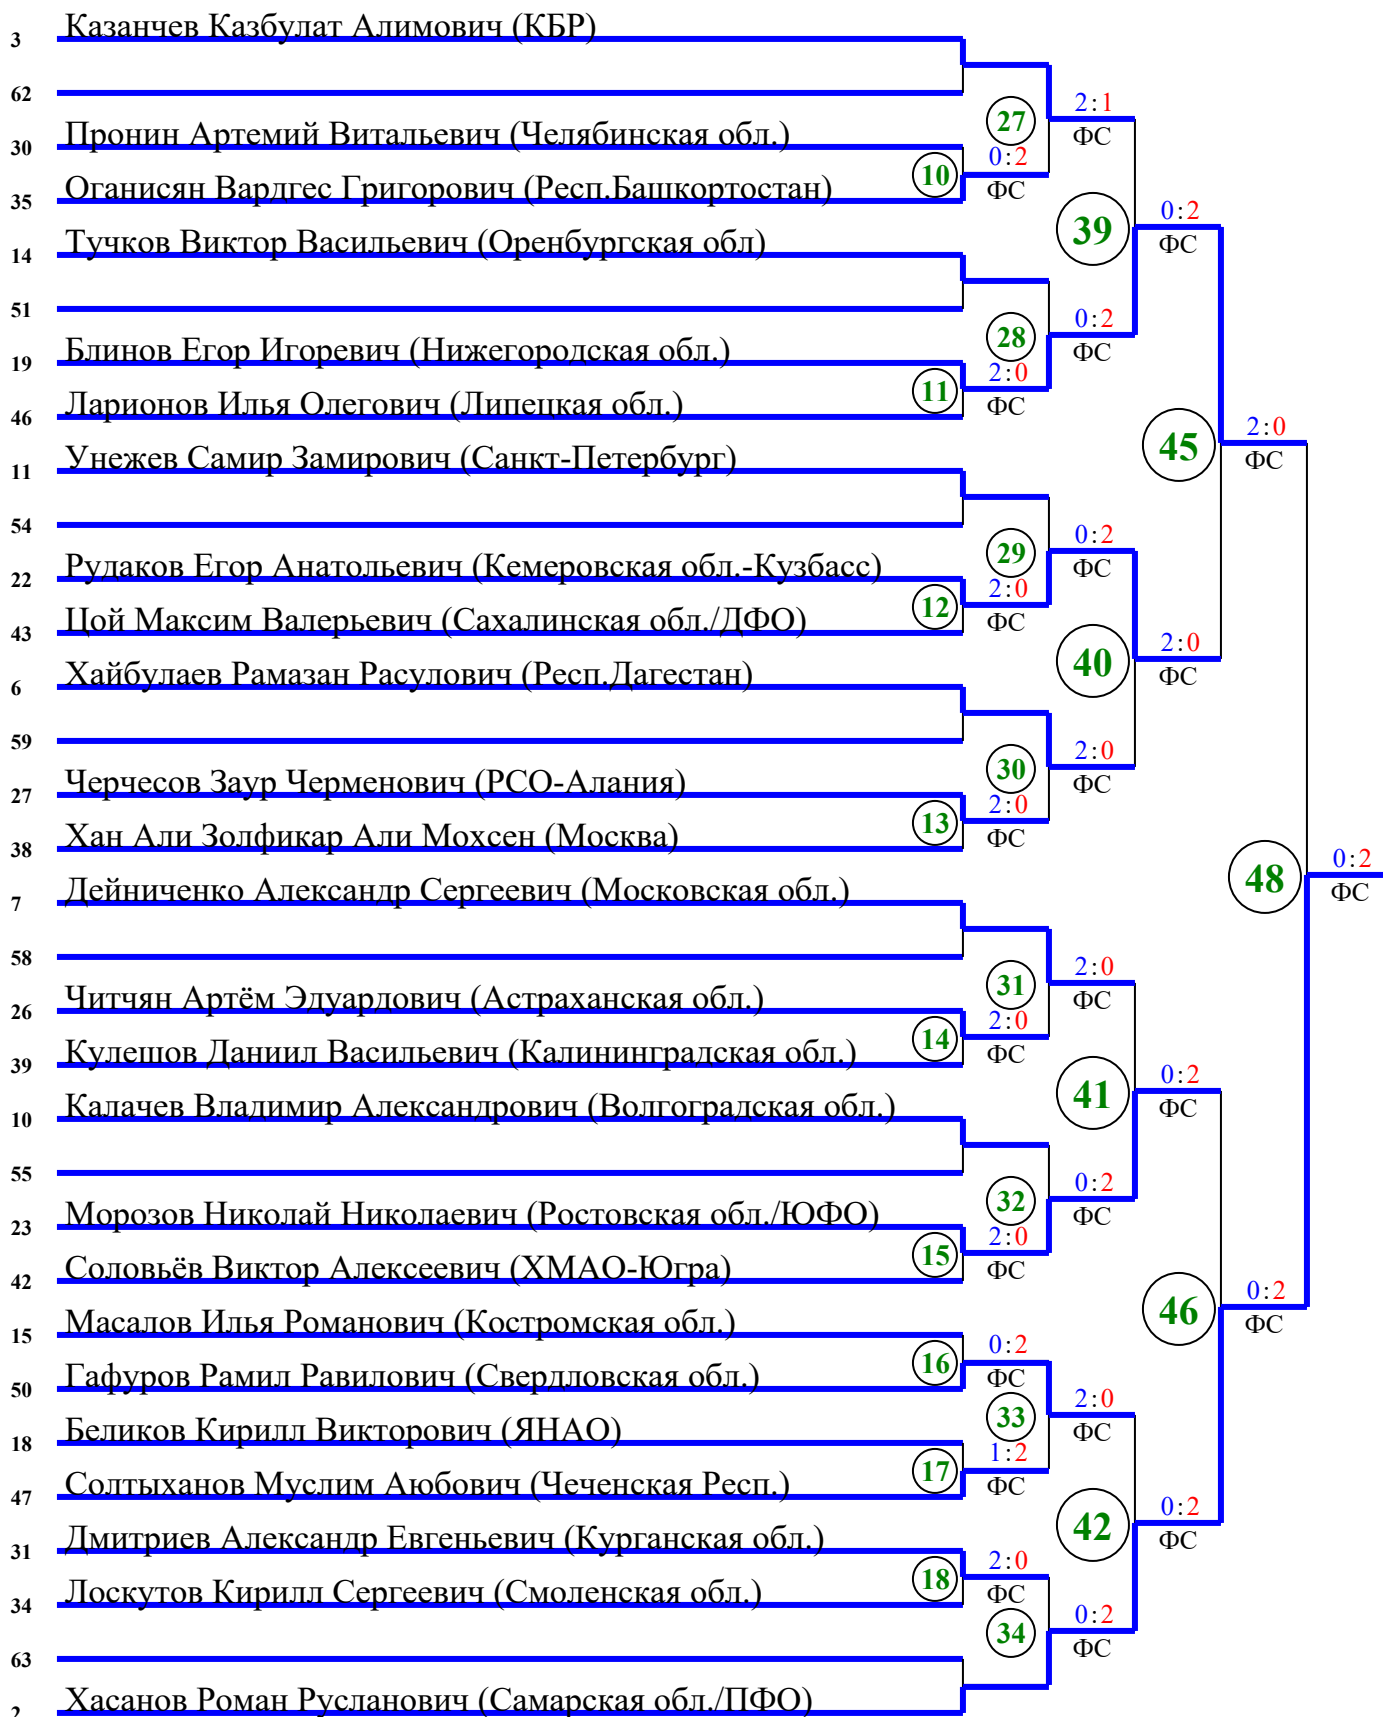 3 Казанчев Казбулат Алимович (КБР)
62
27 2:1 ФС
30 Пронин Артемий Витальевич (Челябинская обл.)
10 0:2 ФС
35 Оганисян Вардгес Григорович (Респ.Башкортостан)
39 0:2 ФС
14 Тучков Виктор Васильевич (Оренбургская обл)
51
28 0:2 ФС
19 Блинов Егор Игоревич (Нижегородская обл.)
11 2:0 ФС
46 Ларионов Илья Олегович (Липецкая обл.)
45 2:0 ФС
11 Унежев Самир Замирович (Санкт-Петербург)
54
29 0:2 ФС
22 Рудаков Егор Анатольевич (Кемеровская обл.-Кузбасс)
12 2:0 ФС
43 Цой Максим Валерьевич (Сахалинская обл./ДФО)
40 2:0 ФС
6 Хайбулаев Рамазан Расулович (Респ.Дагестан)
59
30 2:0 ФС
27 Черчесов Заур Черменович (РСО-Алания)
13 2:0 ФС
38 Хан Али Золфикар Али Мохсен (Москва)
48 0:2 ФС
7 Дейниченко Александр Сергеевич (Московская обл.)
58
31 2:0 ФС
26 Читчян Артём Эдуардович (Астраханская обл.)
14 2:0 ФС
39 Кулешов Даниил Васильевич (Калининградская обл.)
41 0:2 ФС
10 Калачев Владимир Александрович (Волгоградская обл.)
55
32 0:2 ФС
23 Морозов Николай Николаевич (Ростовская обл./ЮФО)
15 2:0 ФС
42 Соловьёв Виктор Алексеевич (ХМАО-Югра)
46 0:2 ФС
15 Масалов Илья Романович (Костромская обл.)
16 0:2 ФС
50 Гафуров Рамил Равилович (Свердловская обл.)
33 2:0 ФС
18 Беликов Кирилл Викторович (ЯНАО)
17 1:2 ФС
47 Солтыханов Муслим Аюбович (Чеченская Респ.)
42 0:2 ФС
31 Дмитриев Александр Евгеньевич (Курганская обл.)
18 2:0 ФС
34 Лоскутов Кирилл Сергеевич (Смоленская обл.)
34 0:2 ФС
63
2 Хасанов Роман Русланович (Самарская обл./ПФО)